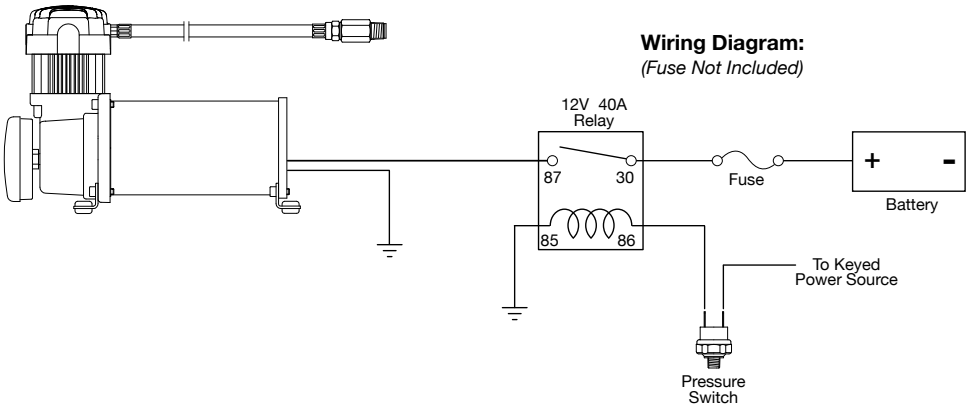 Wiring Diagram:
(Fuse Not Included)
12V 40A
Relay
87
30
Fuse
+
-
Battery
85
86
To Keyed
Power Source
Pressure
Switch